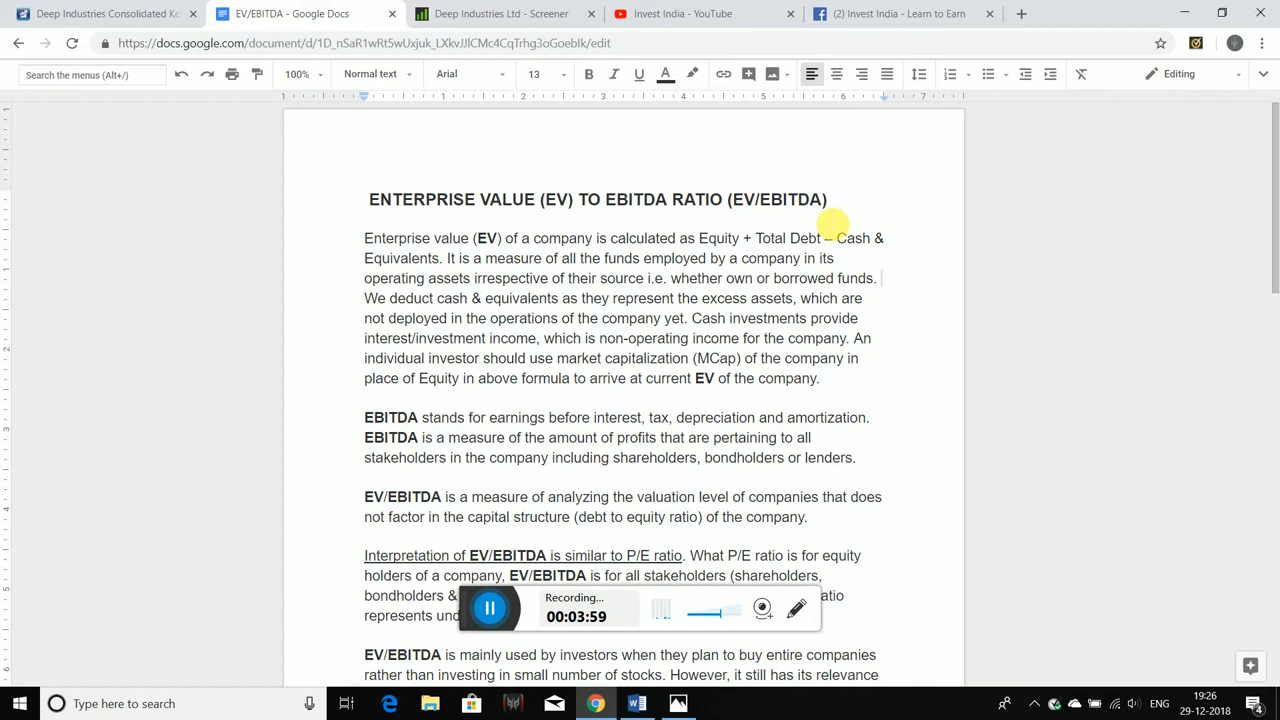 Deep Industries Consolidated Ke
EV/EBITDA - Google Docs
Deep Industries Ltd - Screener
Invest India - YouTube
(2) Invest India - Learn to Earn
https://docs.google.com/document/d/1D_nSaR1wRt5wUxjuk_LXkvJJlCMc4CqTrhg3oGoebIk/edit
Search the menus (Alt+/)
100%
Normal text
Arial
13
B I U A
Editing
1 2 3 4 5 6 7
ENTERPRISE VALUE (EV) TO EBITDA RATIO (EV/EBITDA)
Enterprise value (EV) of a company is calculated as Equity + Total Debt – Cash &
Equivalents. It is a measure of all the funds employed by a company in its
operating assets irrespective of their source i.e. whether own or borrowed funds.
We deduct cash & equivalents as they represent the excess assets, which are
not deployed in the operations of the company yet. Cash investments provide
interest/investment income, which is non-operating income for the company. An
individual investor should use market capitalization (MCap) of the company in
place of Equity in above formula to arrive at current EV of the company.
EBITDA stands for earnings before interest, tax, depreciation and amortization.
EBITDA is a measure of the amount of profits that are pertaining to all
stakeholders in the company including shareholders, bondholders or lenders.
EV/EBITDA is a measure of analyzing the valuation level of companies that does
not factor in the capital structure (debt to equity ratio) of the company.
Interpretation of EV/EBITDA is similar to P/E ratio. What P/E ratio is for equity
holders of a company, EV/EBITDA is for all stakeholders (shareholders,
bondholders &
represents
Recording...
00:03:59
EV/EBITDA is mainly used by investors when they plan to buy entire companies
rather than investing in small number of stocks. However, it still has its relevance
Type here to search
ENG
19:26
29-12-2018
4